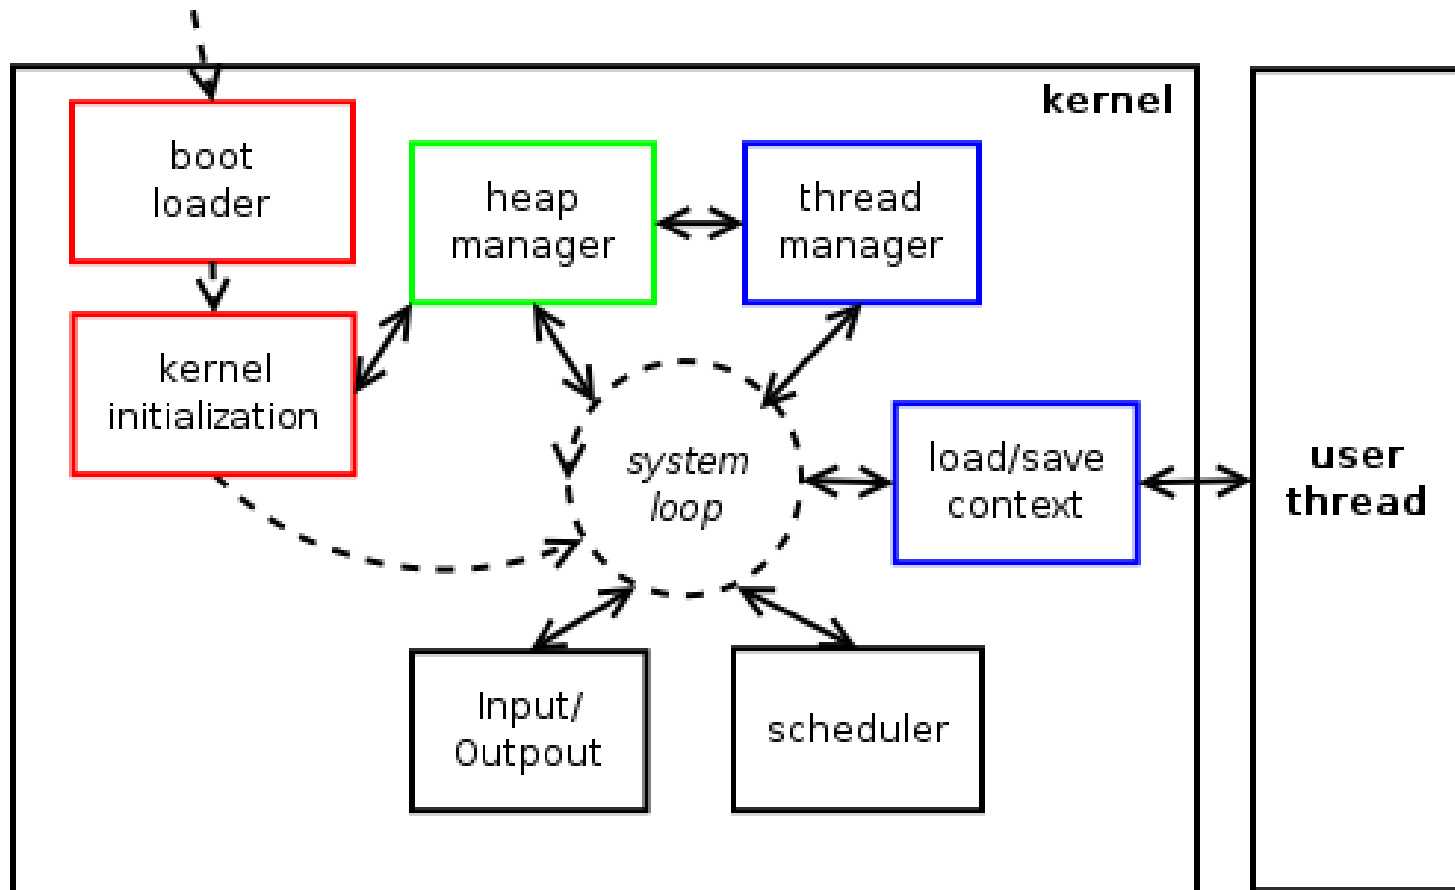 kernel
boot
loader
heap
manager
thread
manager
kernel
initialization
system
loop
load/save
context
user
thread
Input/
Outpout
scheduler